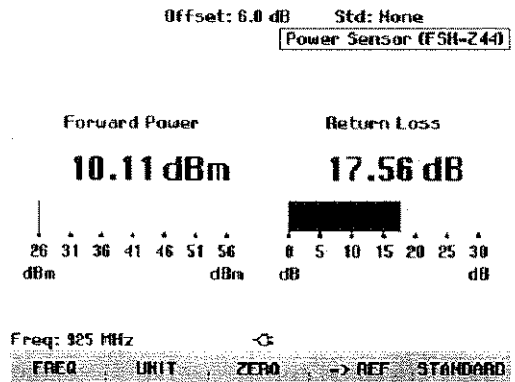 Offset: 6.0 dB Std: None
Power Sensor (FSH-Z44)
Forward Power Return Loss
10.11 dBm 17.56 dB
26 31 36 41 46 51 56 0 5 10 15 20 25 30
dBm dBm dB dB
Freq: 925 MHz
FREQ UNIT ZERO -> REF STANDARD